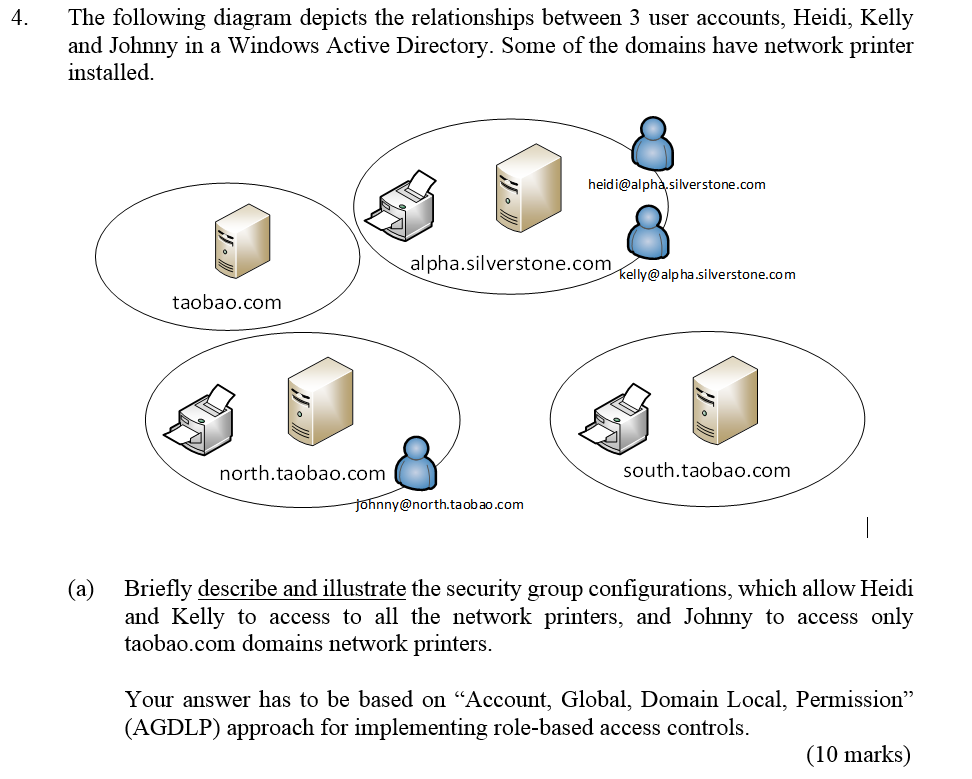 4. The following diagram depicts the relationships between 3 user accounts, Heidi, Kelly
and Johnny in a Windows Active Directory. Some of the domains have network printer
installed.
heidi@alpha.silverstone.com
alpha.silverstone.com
kelly@alpha.silverstone.com
taobao.com
north.taobao.com
johnny@north.taobao.com
south.taobao.com
(a) Briefly describe and illustrate the security group configurations, which allow Heidi
and Kelly to access to all the network printers, and Johnny to access only
taobao.com domains network printers.
Your answer has to be based on “Account, Global, Domain Local, Permission”
(AGDLP) approach for implementing role-based access controls.
(10 marks)